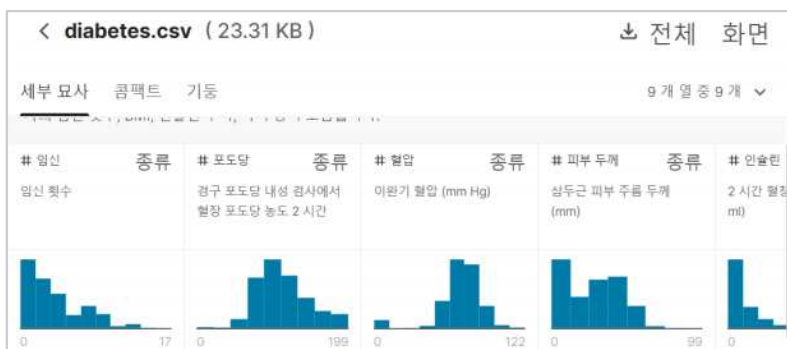 < diabetes.csv ( 23.31 KB )
전체 화면
세부 묘사 콤팩트 기둥
9 개 열 중 9 개
# 임신 종류
임신 횟수
# 포도당 종류
경구 포도당 내성 검사에서
혈장 포도당 농도 2 시간
# 혈압 종류
이완기 혈압 (mm Hg)
# 피부 두께 종류
삼두근 피부 주름 두께
(mm)
# 인슐린
2 시간 혈청
ml)
0 17
0 199
0 122
0 99
0